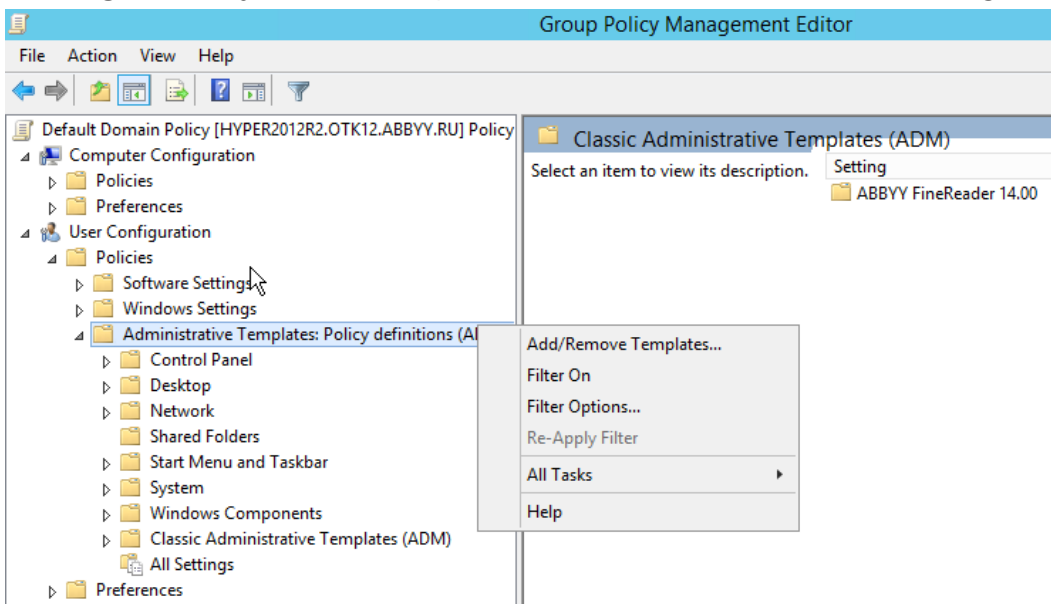 Group Policy Management Editor
File Action View Help
Default Domain Policy [HYPER2012R2.OTK12.ABBYY.RU] Policy
Computer Configuration
Policies
Preferences
User Configuration
Policies
Software Settings
Windows Settings
Administrative Templates: Policy definitions (A
Control Panel
Desktop
Network
Shared Folders
Start Menu and Taskbar
System
Windows Components
Classic Administrative Templates (ADM)
All Settings
Preferences
Classic Administrative Templates (ADM)
Select an item to view its description.
Setting
ABBYY FineReader 14.00
Add/Remove Templates...
Filter On
Filter Options...
Re-Apply Filter
All Tasks
Help